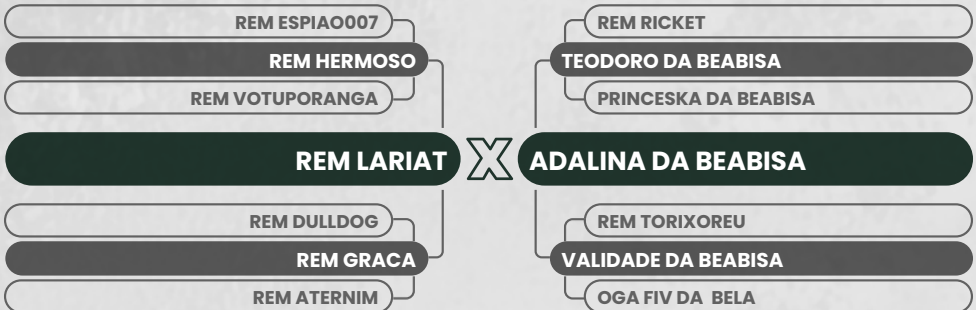 REM ESPIAO007
REM HERMOSO
REM VOTUPORANGA
REM RICKET
TEODORO DA BEABISA
PRINCESKA DA BEABISA
REM LARIAT X ADALINA DA BEABISA
REM DULLDOG
REM GRACA
REM ATERNIM
REM TORIXOREU
VALIDADE DA BEABISA
OGA FIV DA BELA